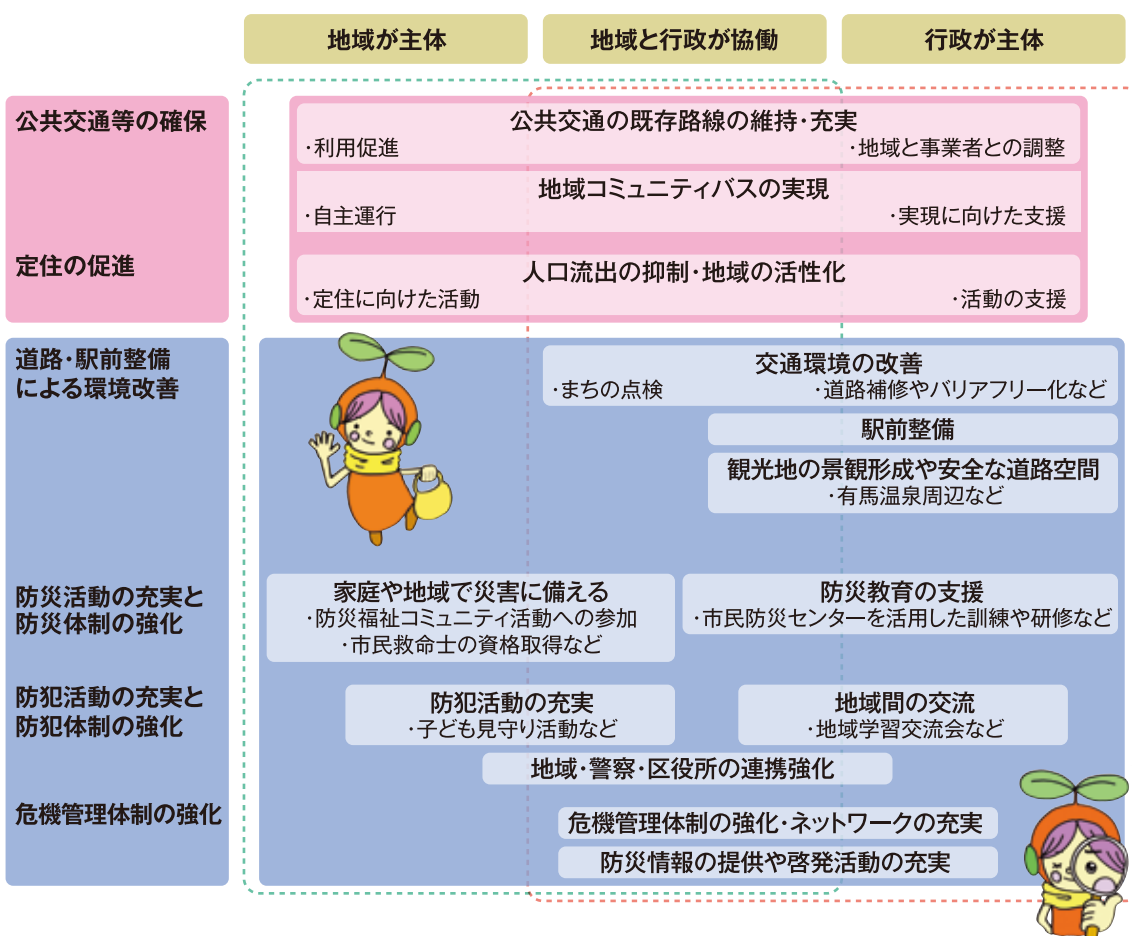 地域が主体
地域と行政が協働
行政が主体
公共交通等の確保
公共交通の既存路線の維持・充実
・利用促進
・地域と事業者との調整
地域コミュニティバスの実現
・自主運行
・実現に向けた支援
定住の促進
人口流出の抑制・地域の活性化
・定住に向けた活動
・活動の支援
道路・駅前整備
による環境改善
交通環境の改善
・まちの点検
・道路補修やバリアフリー化など
駅前整備
観光地の景観形成や安全な道路空間
・有馬温泉周辺など
防災活動の充実と
防災体制の強化
家庭や地域で災害に備える
・防災福祉コミュニティ活動への参加
・市民救命士の資格取得など
防災教育の支援
・市民防災センターを活用した訓練や研修など
防犯活動の充実と
防犯体制の強化
防犯活動の充実
・子ども見守り活動など
地域間の交流
・地域学習交流会など
地域・警察・区役所の連携強化
危機管理体制の強化
危機管理体制の強化・ネットワークの充実
防災情報の提供や啓発活動の充実